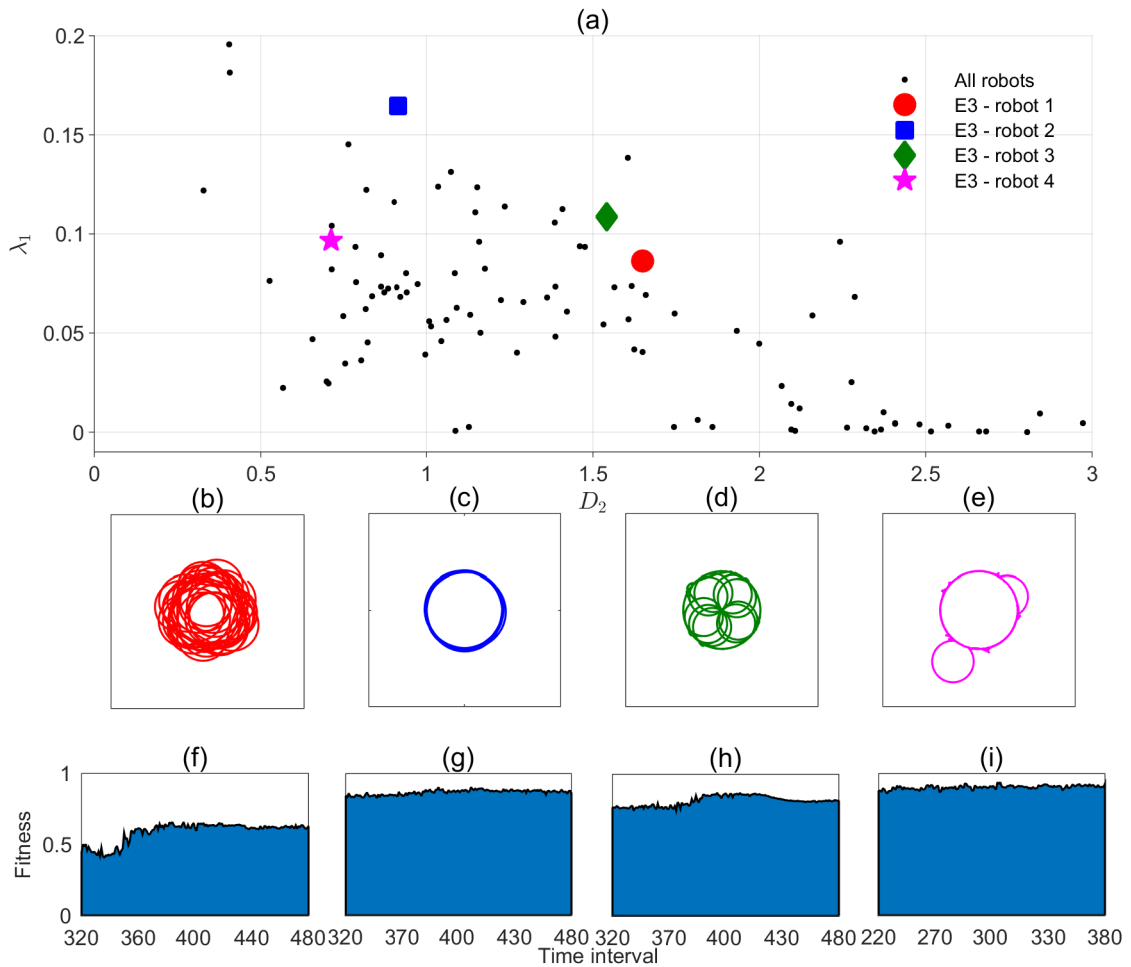 (a)
0.2
0.15
0.1
0.05
0
λ1
All robots
E3 - robot 1
E3 - robot 2
E3 - robot 3
E3 - robot 4
0 0.5 1 1.5 2 2.5 3
D2
(b) (c) (d) (e)
(f) (g) (h) (i)
1
0.5
0
Fitness
320 360 400 440 480 320 370 400 430 480 320 370 400 430 480 220 270 300 330 380
Time interval